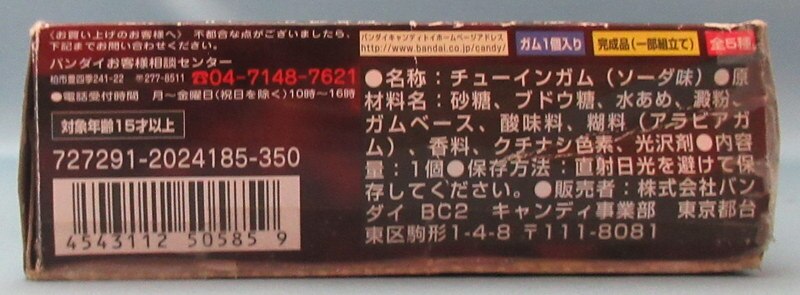 〈お買い上げのお客様へ〉 不都合な点がございましたら、
下記までお問い合わせください。
バンダイお客様相談センター
柏市豊四季241-22 〒277-8511 ☎04-7148-7621
●電話受付時間 月〜金曜日(祝日を除く)10時〜16時
対象年齢15才以上
727291-2024185-350
4543112 505859
バンダイキャンディトイホームページアドレス
http://www.bandai.co.jp/candy/
ガム1個入り
完成品(一部組立て)
全5種
●名称：チューインガム（ソーダ味）●原
材料名：砂糖、ブドウ糖、水あめ、澱粉、
ガムベース、酸味料、糊料（アラビアガ
ム）、香料、クチナシ色素、光沢剤●内容
量：1個●保存方法：直射日光を避けて保
存してください。●販売者：株式会社バン
ダイ BC2 キャンディ事業部 東京都台
東区駒形1-4-8 〒111-8081